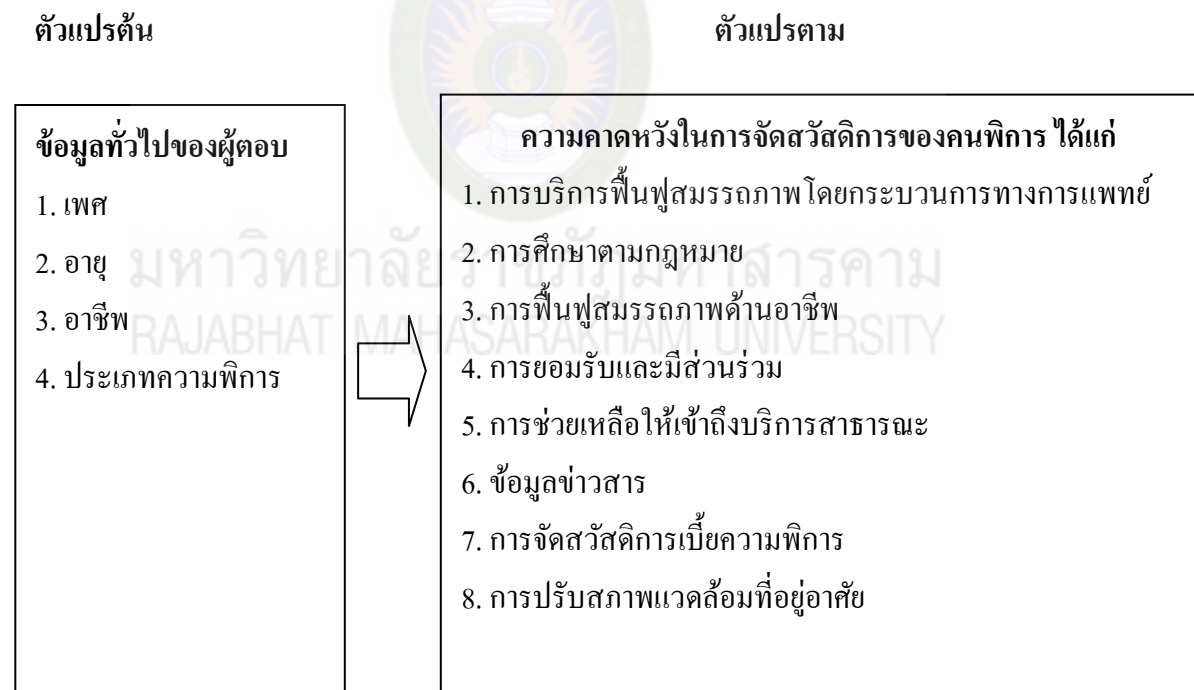 ตัวแปรต้น
ตัวแปรตาม
ข้อมูลทั่วไปของผู้ตอบ
1. เพศ
2. อายุ
3. อาชีพ
4. ประเภทความพิการ
ความคาดหวังในการจัดสวัสดิการของคนพิการ ได้แก่
1. การบริการฟื้นฟูสมรรถภาพโดยกระบวนการทางการแพทย์
2. การศึกษาตามกฎหมาย
3. การฟื้นฟูสมรรถภาพด้านอาชีพ
4. การยอมรับและมีส่วนร่วม
5. การช่วยเหลือให้เข้าถึงบริการสาธารณะ
6. ข้อมูลข่าวสาร
7. การจัดสวัสดิการเบี้ยความพิการ
8. การปรับสภาพแวดล้อมที่อยู่อาศัย
มหาวิทยาลัยราชภัฏมหาสารคาม
RAJABHAT MAHASARAKHAM UNIVERSITY